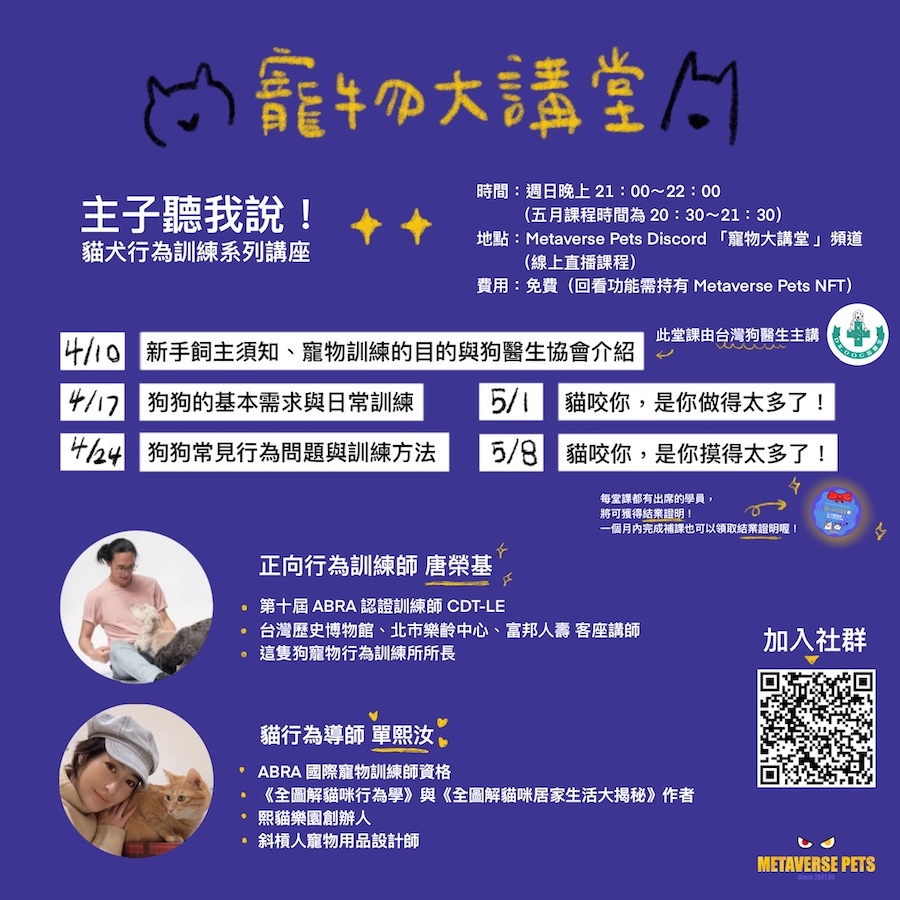 寵物大講堂
主子聽我說！
貓犬行為訓練系列講座
時間：週日晚上 21：00～22：00
（五月課程時間為 20：30～21：30）
地點：Metaverse Pets Discord 「寵物大講堂 」頻道
（線上直播課程）
費用：免費（回看功能需持有 Metaverse Pets NFT）
4/10 新手飼主須知、寵物訓練的目的與狗醫生協會介紹
此堂課由台灣狗醫生主講
4/17 狗狗的基本需求與日常訓練
4/24 狗狗常見行為問題與訓練方法
5/1 貓咬你，是你做得太多了！
5/8 貓咬你，是你摸得太多了！
每堂課都有出席的學員，
將可獲得結業證明！
一個月內完成補課也可以領取結業證明喔！
正向行為訓練師 唐榮基
• 第十屆 ABRA 認證訓練師 CDT-LE
• 台灣歷史博物館、北市樂齡中心、富邦人壽 客座講師
• 這隻狗寵物行為訓練所所長
貓行為導師 單熙汝
• ABRA 國際寵物訓練師資格
• 《全圖解貓咪行為學》與《全圖解貓咪居家生活大揭秘》作者
• 熙貓樂園創辦人
• 斜槓人寵物用品設計師
加入社群
METAVERSE PETS
Since 2021.09